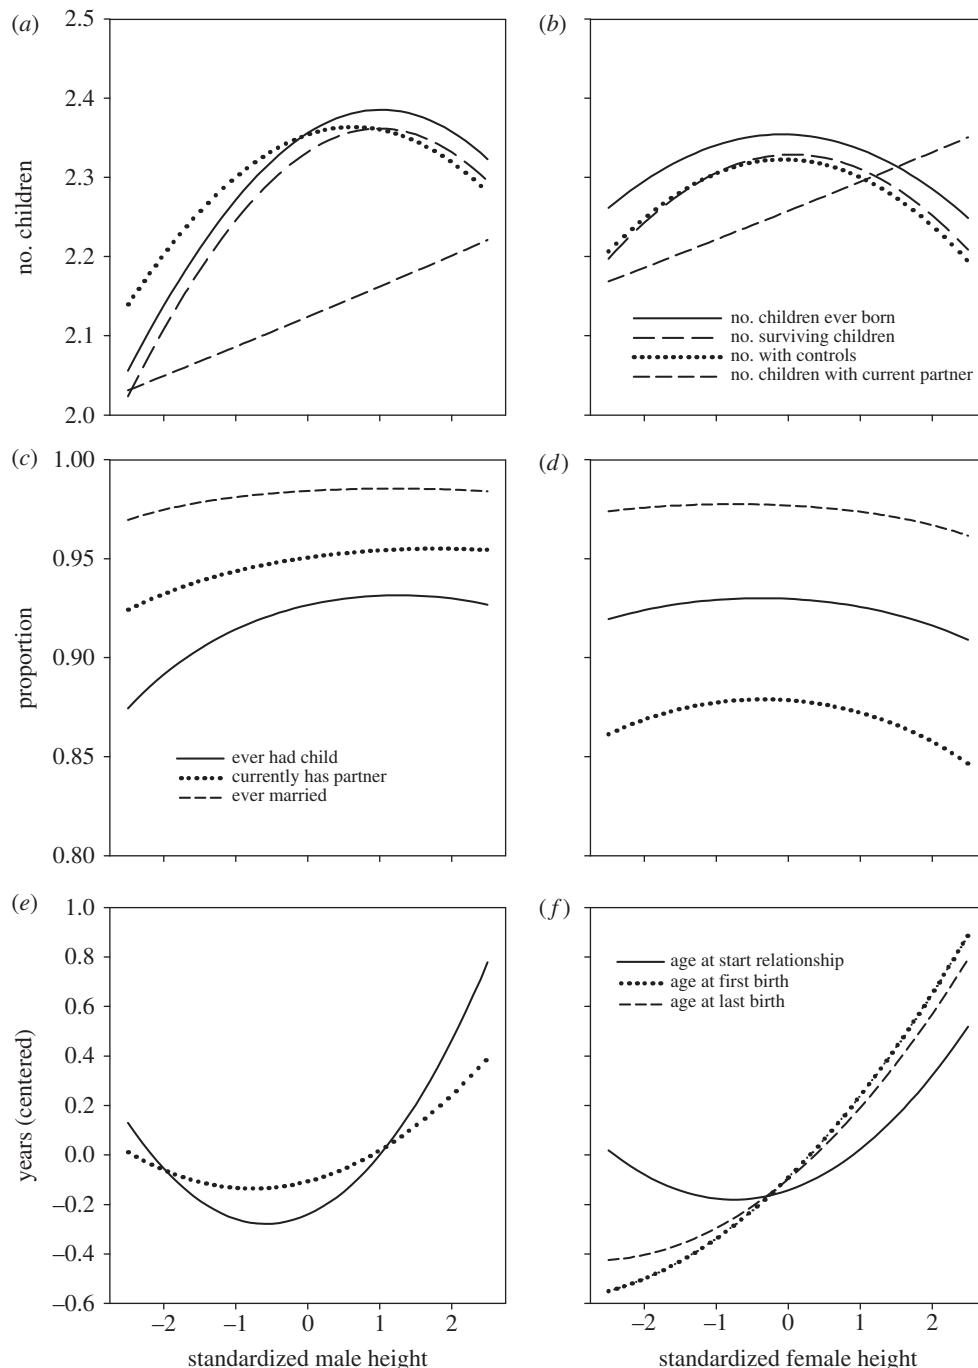 (a)
(b)
2.5
2.4
2.3
2.2
2.1
2.0
no. children
no. children ever born
no. surviving children
no. with controls
no. children with current partner
(c)
(d)
1.00
0.95
0.90
0.85
0.80
proportion
ever had child
currently has partner
ever married
(e)
(f)
1.0
0.8
0.6
0.4
0.2
0.0
–0.2
–0.4
–0.6
years (centered)
age at start relationship
age at first birth
age at last birth
–2 –1 0 1 2
–2 –1 0 1 2
standardized male height
standardized female height